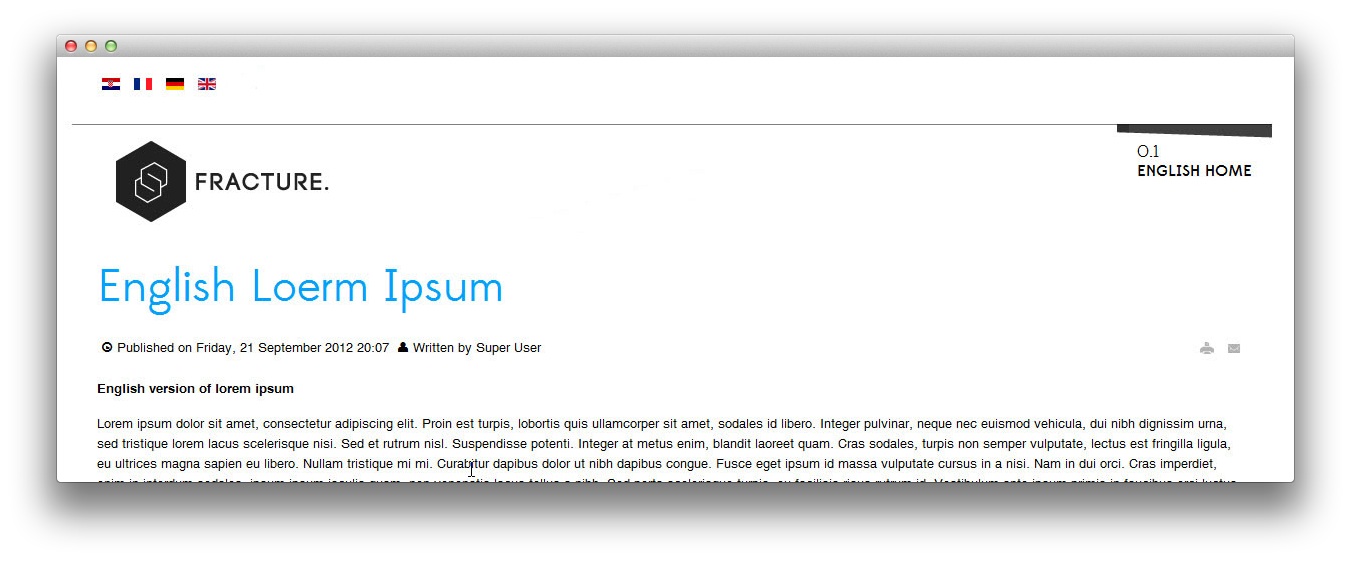 FRACTURE.
0.1
ENGLISH HOME
English Loerm Ipsum
Published on Friday, 21 September 2012 20:07 Written by Super User
English version of lorem ipsum
Lorem ipsum dolor sit amet, consectetur adipiscing elit. Proin est turpis, lobortis quis ullamcorper sit amet, sodales id libero. Integer pulvinar, neque nec euismod vehicula, dui nibh dignissim urna,
sed tristique lorem lacus scelerisque nisi. Sed et rutrum nisl. Suspendisse potenti. Integer at metus enim, blandit laoreet quam. Cras sodales, turpis non semper vulputate, lectus est fringilla ligula,
eu ultrices magna sapien eu libero. Nullam tristique mi mi. Curabitur dapibus dolor ut nibh dapibus congue. Fusce eget ipsum id massa vulputate cursus in a nisi. Nam in dui orci. Cras imperdiet,